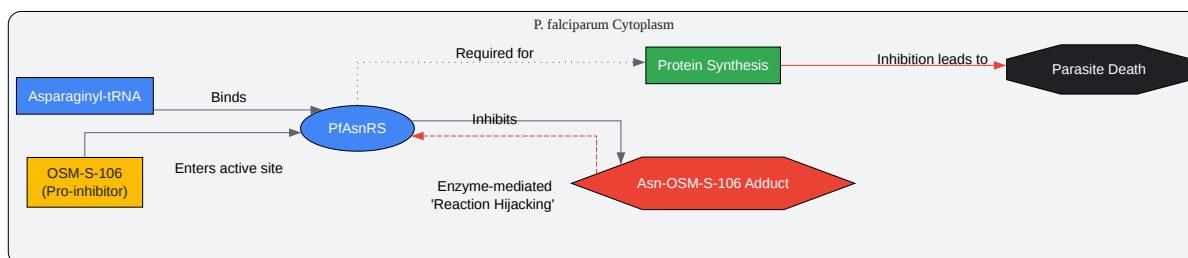 P. falciparum Cytoplasm
Required for
Protein Synthesis
Inhibition leads to
Parasite Death
Asparaginyl-tRNA
Binds
PfAsnRS
Inhibits
OSM-S-106
(Pro-inhibitor)
Enters active site
Enzyme-mediated
'Reaction Hijacking'
Asn-OSM-S-106 Adduct